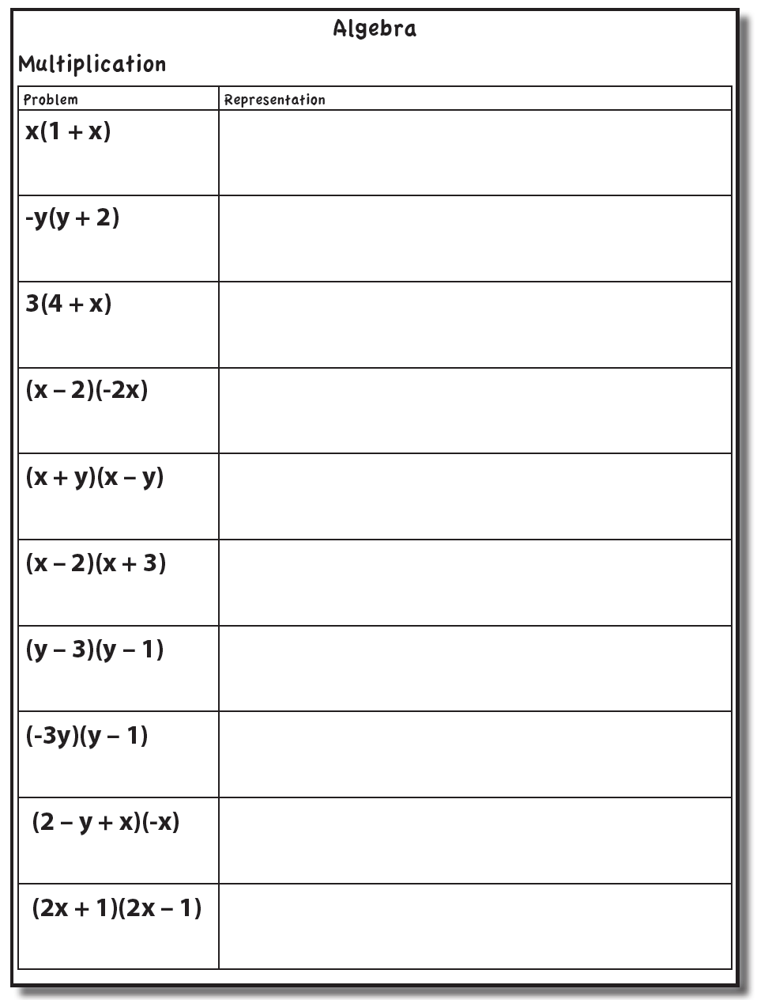 Algebra
Multiplication
Problem Representation
x(1 + x)
-y(y + 2)
3(4 + x)
(x – 2)(-2x)
(x + y)(x – y)
(x – 2)(x + 3)
(y – 3)(y – 1)
(-3y)(y – 1)
(2 – y + x)(-x)
(2x + 1)(2x – 1)